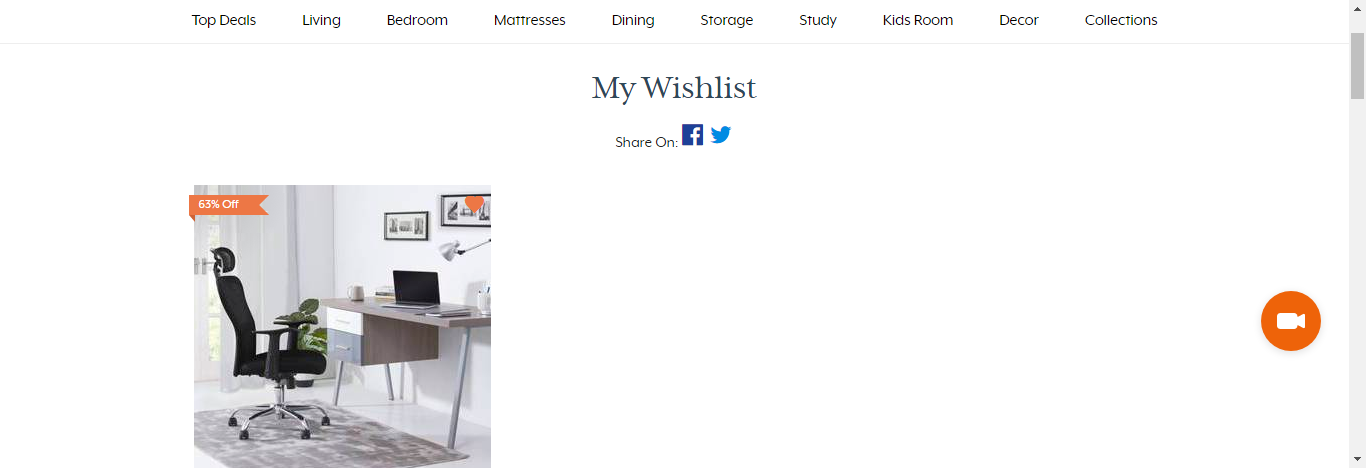 Top Deals Living Bedroom Mattresses Dining Storage Study Kids Room Decor Collections
My Wishlist
Share On:
63% Off